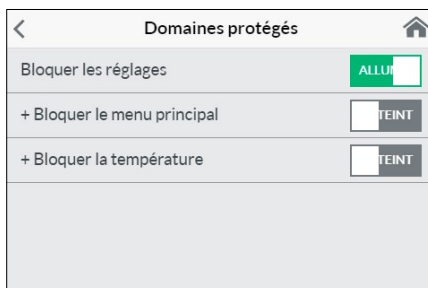 Domaines protégés
Bloquer les réglages
ALLU
+ Bloquer le menu principal
TEINT
+ Bloquer la température
TEINT